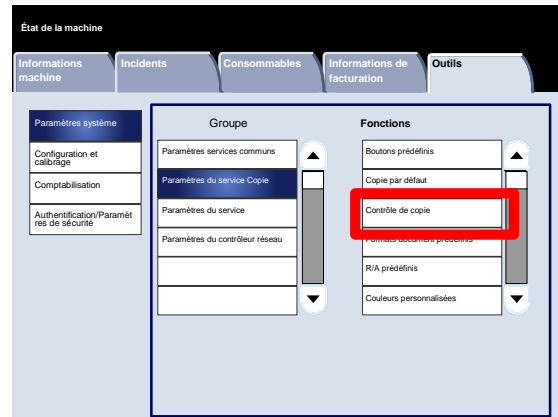 État de la machine
Informations
machine
Incidents
Consommables
Informations de
facturation
Outils
Paramètres système
Configuration et
calibrage
Comptabilisation
Authentification/Paramèt
res de sécurité
Groupe
Paramètres services communs
Paramètres du service Copie
Paramètres du service
Paramètres du contrôleur réseau
Fonctions
Boutons prédéfinis
Copie par défaut
Contrôle de copie
Formats document prédéfinis
R/A prédéfinis
Couleurs personnalisées